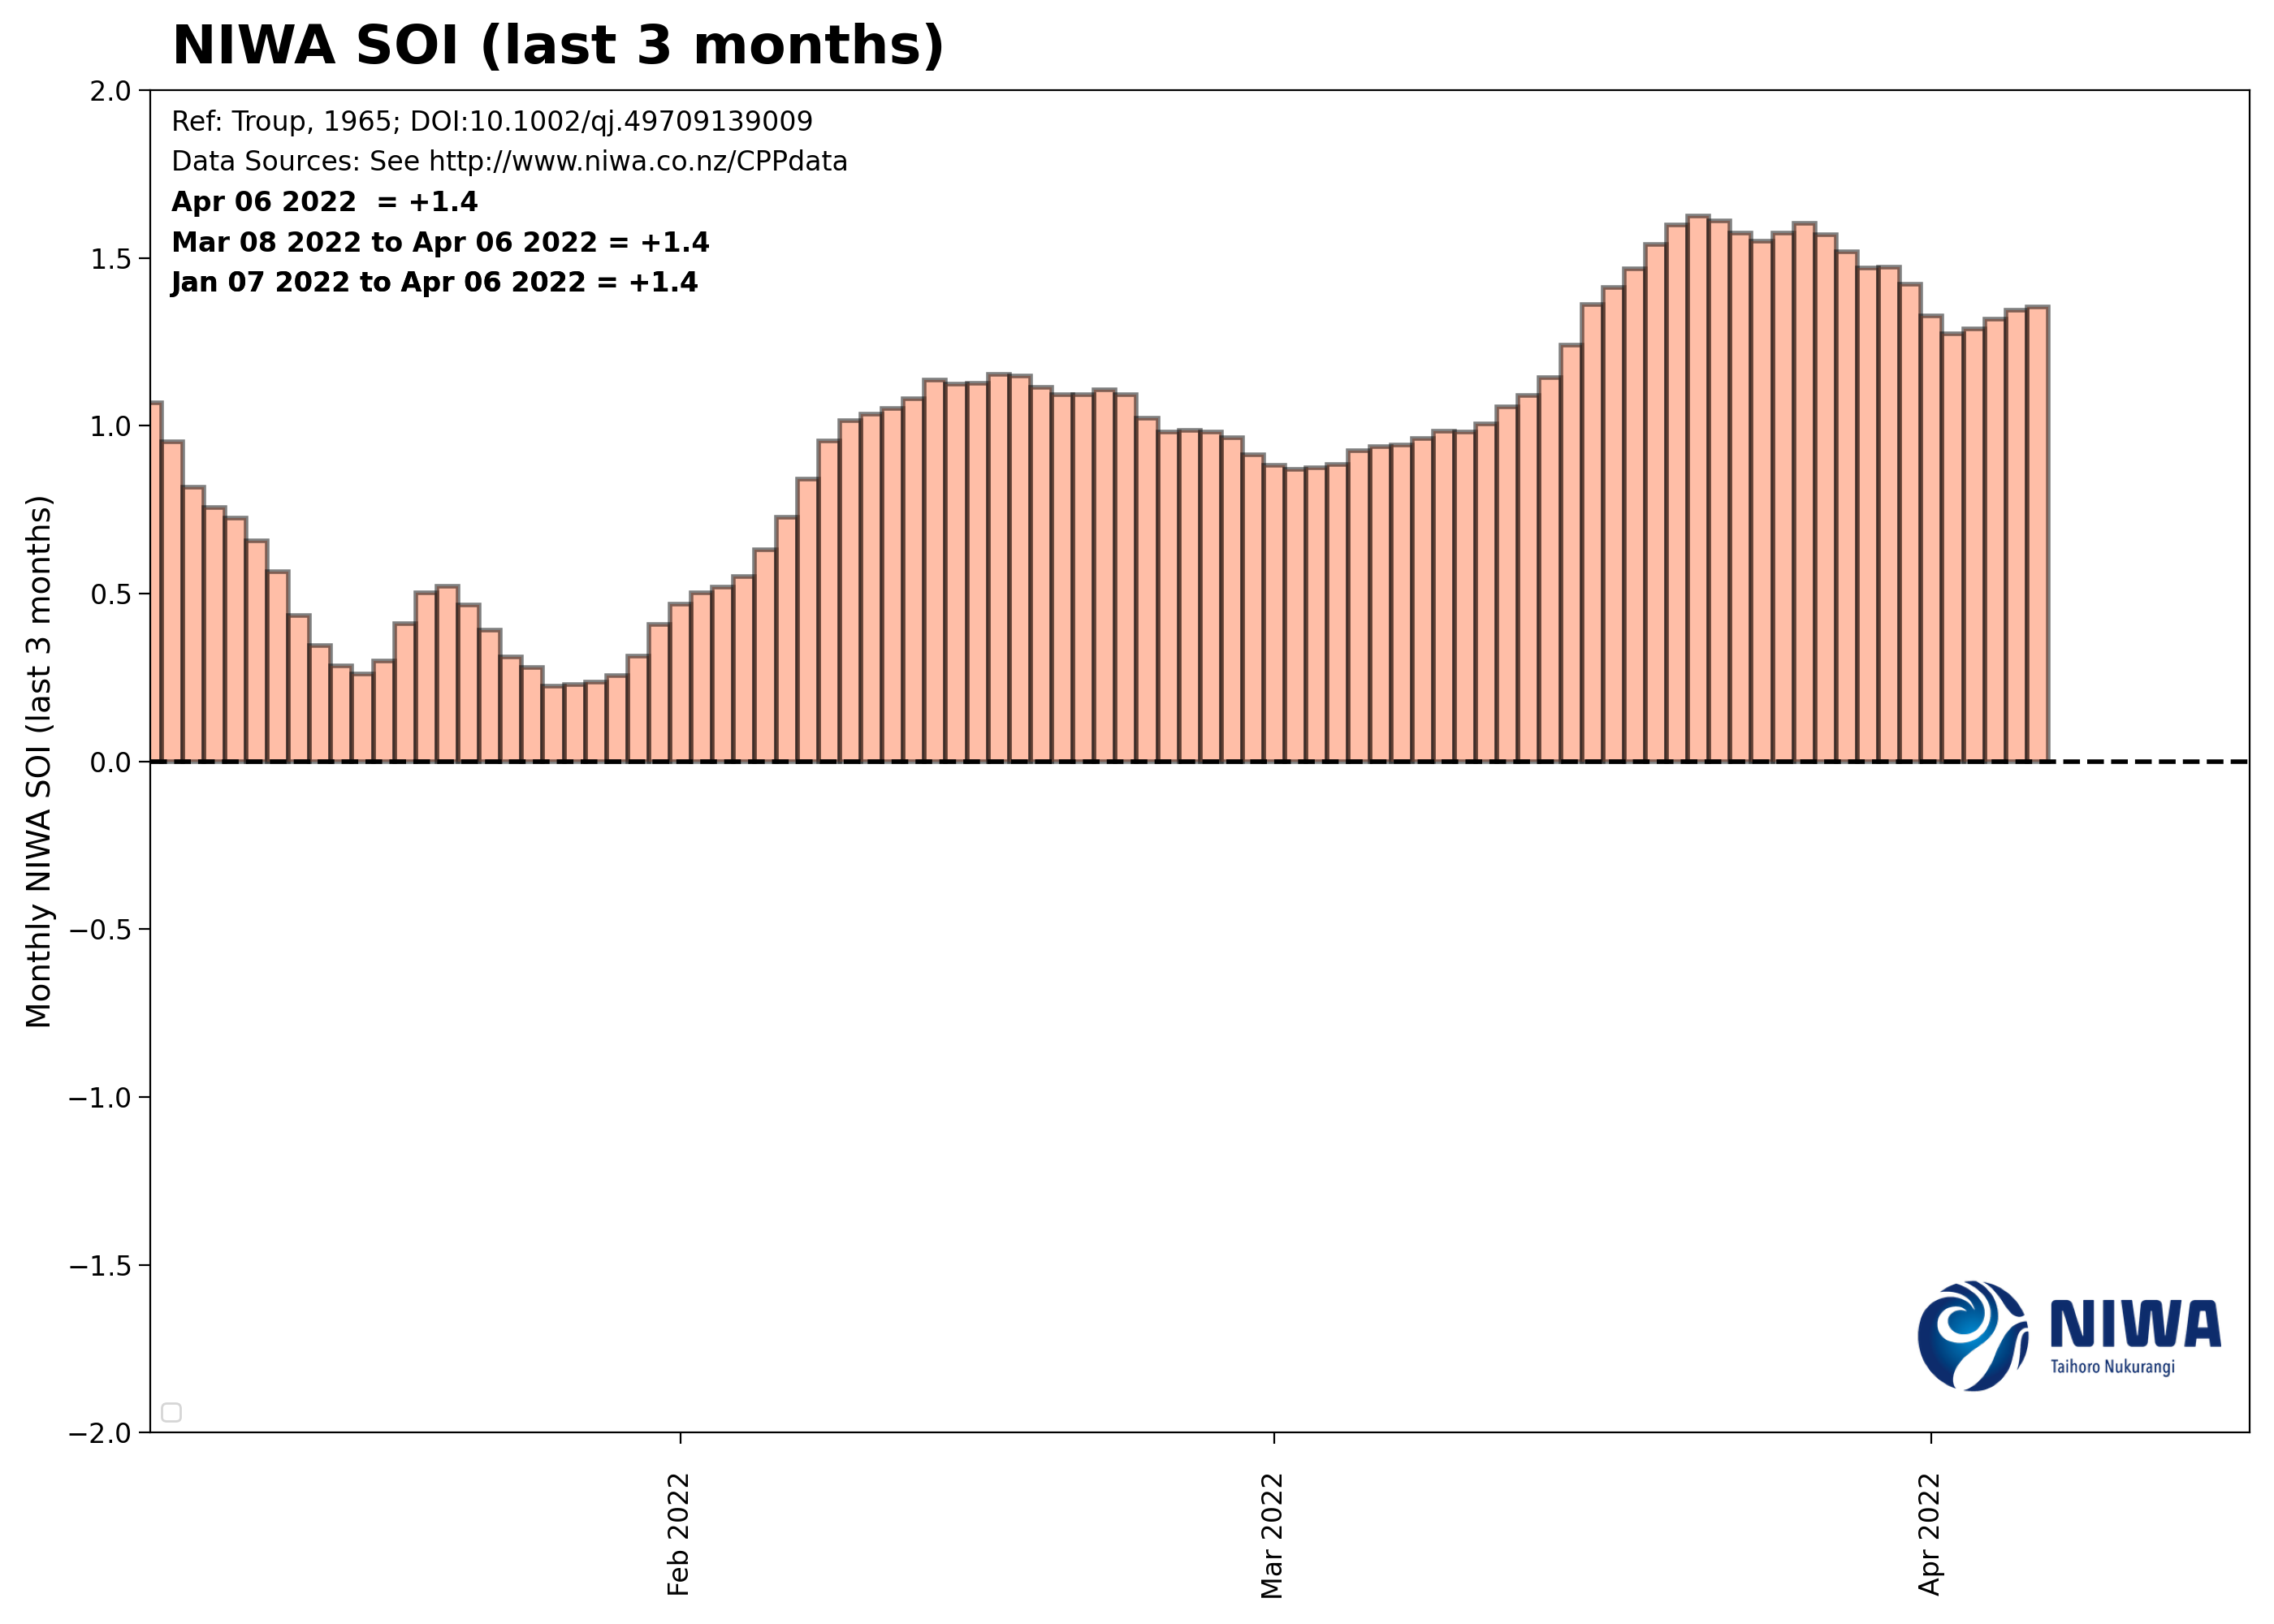 NIWA SOI (last 3 months)
Ref: Troup, 1965; DOI:10.1002/qj.49709139009
Data Sources: See http://www.niwa.co.nz/CPPdata
Apr 06 2022  = +1.4
Mar 08 2022 to Apr 06 2022 = +1.4
Jan 07 2022 to Apr 06 2022 = +1.4
Monthly NIWA SOI (last 3 months)
2.0
1.5
1.0
0.5
0.0
−0.5
−1.0
−1.5
−2.0
NIWA
Taihoro Nukurangi
Feb 2022
Mar 2022
Apr 2022